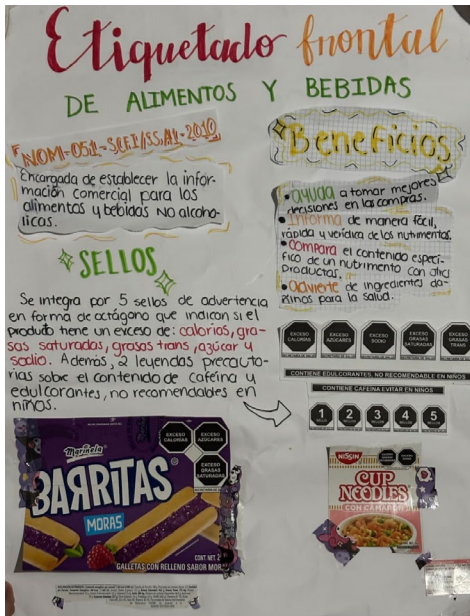 Etiquetado frontal
DE ALIMENTOS Y BEBIDAS
NOM-051-SCFI/SSA1-2010
Encargada de establecer la infor-
mación comercial para los
alimentos y bebidas No alcohó-
licas.
SELLOS
Se integra por 5 sellos de advertencia
en forma de octágono que indican si el
producto tiene un exceso de: calorías, gra-
sas saturadas, grasas trans, azúcar y
sodio. Además, 2 leyendas precauto-
rias sobre el contenido de cafeína y
edulcorantes, no recomendables en
niños.
Beneficios
• ayuda a tomar mejores
decisiones en las compras.
• Informa de manera fácil,
rápida y verídica de los nutrimentos.
• Compara el contenido especí-
fico de un nutrimento con otros
productos.
• Advierte de ingredientes da-
ñinos para la salud.
EXCESO CALORÍAS
EXCESO AZÚCARES
EXCESO SODIO
EXCESO GRASAS SATURADAS
EXCESO GRASAS TRANS
CONTIENE EDULCORANTES, NO RECOMENDABLE EN NIÑOS
CONTIENE CAFEÍNA EVITAR EN NIÑOS
1 2 3 4 5
Marinela
BARRITAS
MORAS
EXCESO CALORÍAS
EXCESO AZÚCARES
EXCESO GRASAS SATURADAS
CONT. NET. 2
GALLETAS CON RELLENO SABOR MOR
NISSIN
CUP
NOODLES
CON CAMARÓN